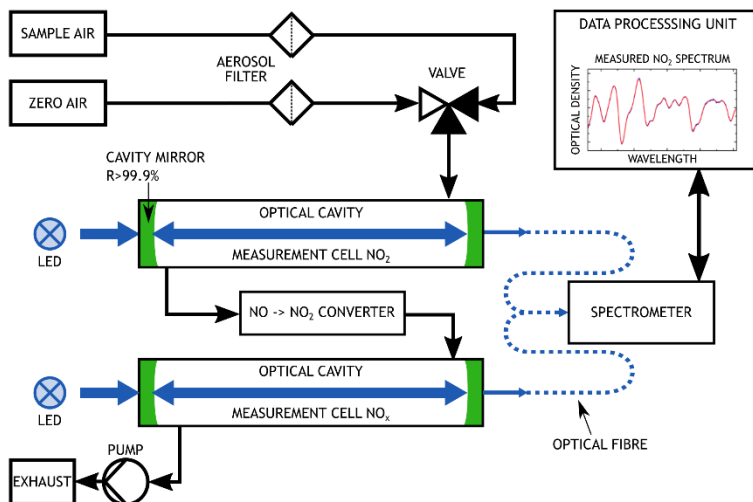 SAMPLE AIR
AEROSOL
FILTER
ZERO AIR
VALVE
DATA PROCESSSING UNIT
MEASURED NO₂ SPECTRUM
OPTICAL DENSITY
WAVELENGTH
CAVITY MIRROR
R>99.9%
OPTICAL CAVITY
MEASUREMENT CELL NO₂
LED
NO -> NO₂ CONVERTER
SPECTROMETER
OPTICAL CAVITY
MEASUREMENT CELL NOₓ
LED
OPTICAL FIBRE
PUMP
EXHAUST